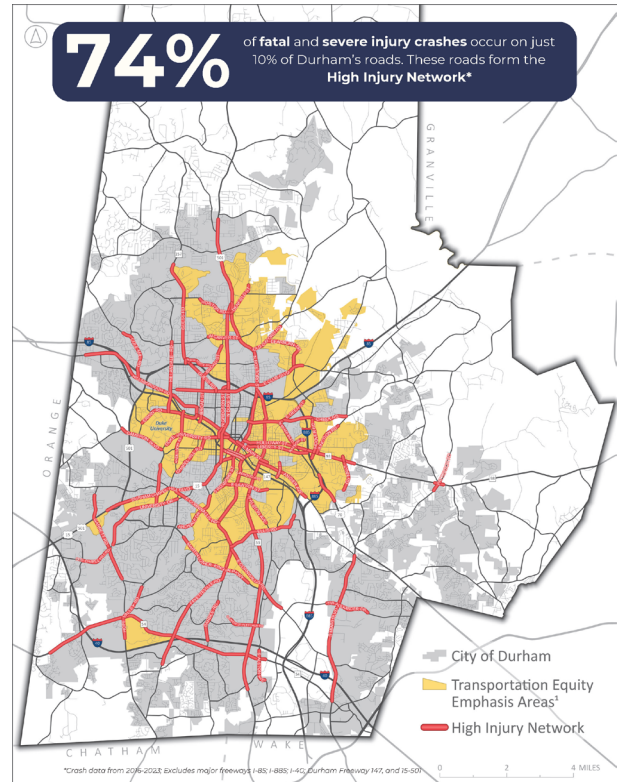 74%
of fatal and severe injury crashes occur on just
10% of Durham's roads. These roads form the
High Injury Network*
GRANVILLE
ORANGE
Duke
University
City of Durham
Transportation Equity
Emphasis Areas¹
High Injury Network
CHATHAM
WAKE
*Crash data from 2016-2023; Excludes major freeways I-85; I-885; I-40; Durham Freeway 147, and 15-501
0 2 4 MILES